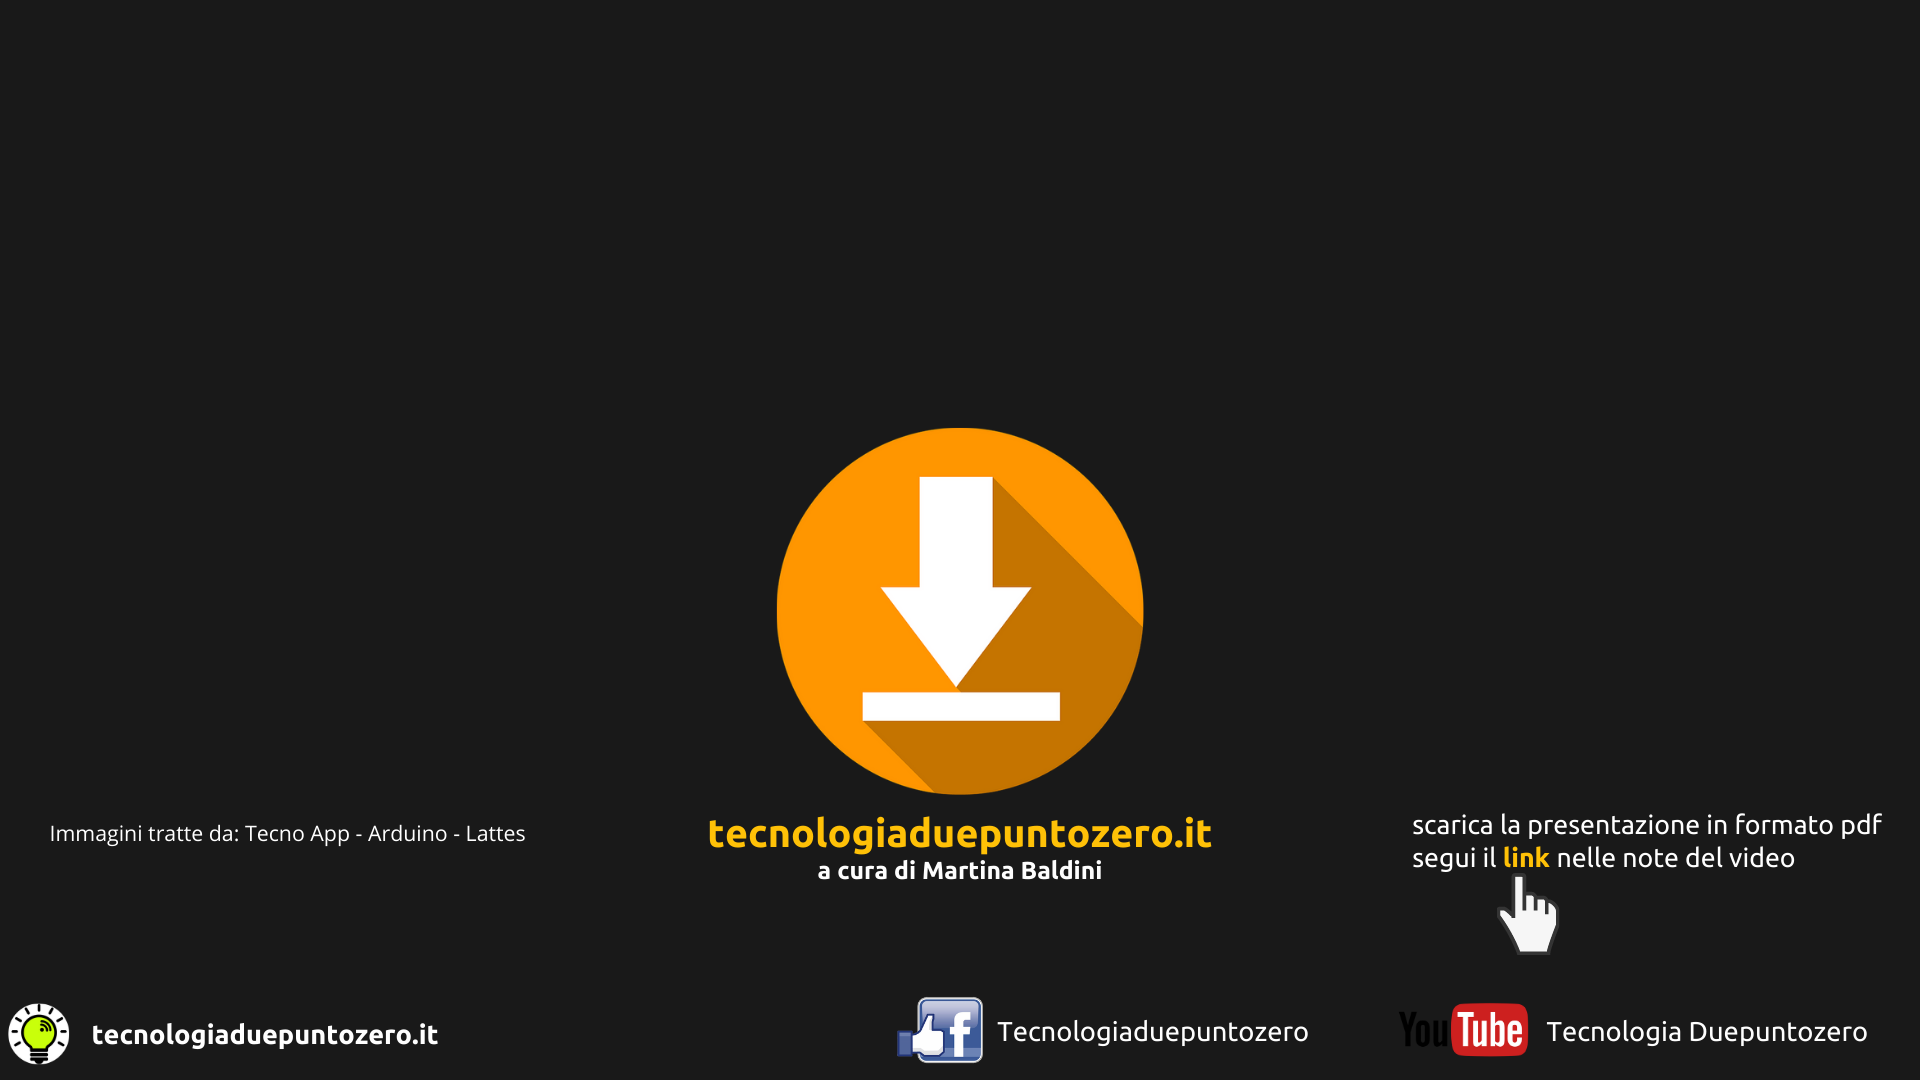 Immagini tratte da: Tecno App - Arduino - Lattes
tecnologiaduepuntozero.it
a cura di Martina Baldini
scarica la presentazione in formato pdf
segui il link nelle note del video
tecnologiaduepuntozero.it
f
Tecnologiaduepuntozero
YouTube
Tecnologia Duepuntozero